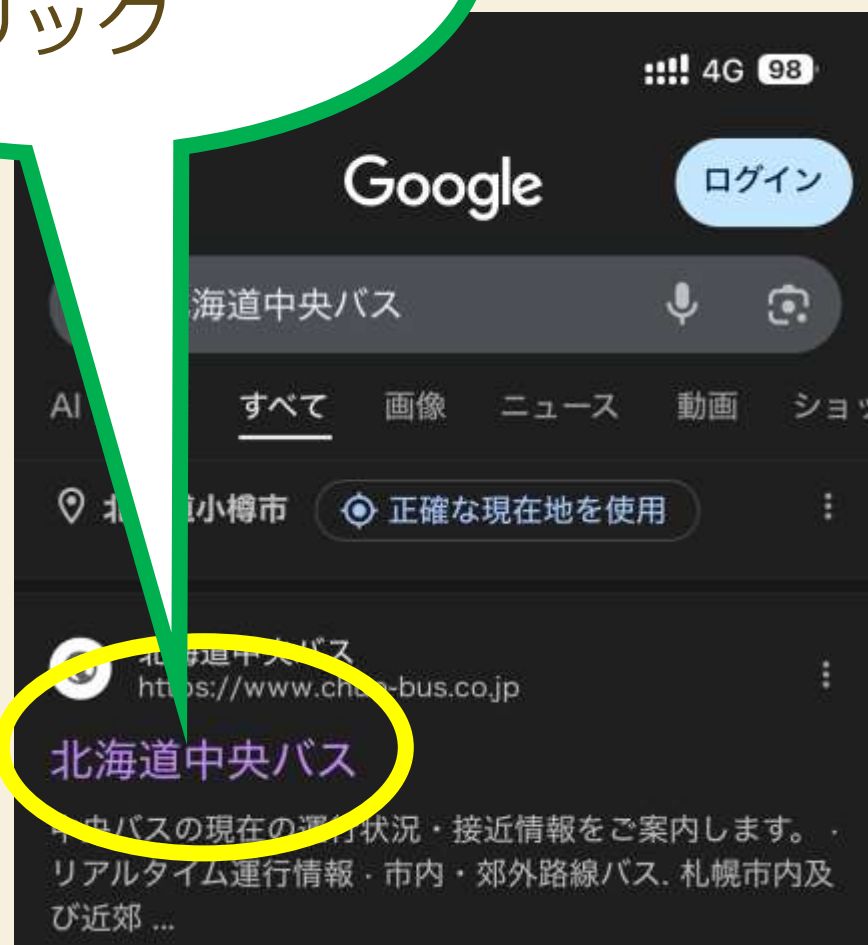 リック
4G 98
Google
ログイン
海道中央バス
AI
すべて 画像 ニュース 動画 ショッ
小樽市
正確な現在地を使用
北海道中央バス
https://www.chuo-bus.co.jp
北海道中央バス
中央バスの現在の運行状況・接近情報をご案内します。 ·
リアルタイム運行情報 · 市内・郊外路線バス. 札幌市内及
び近郊 ...